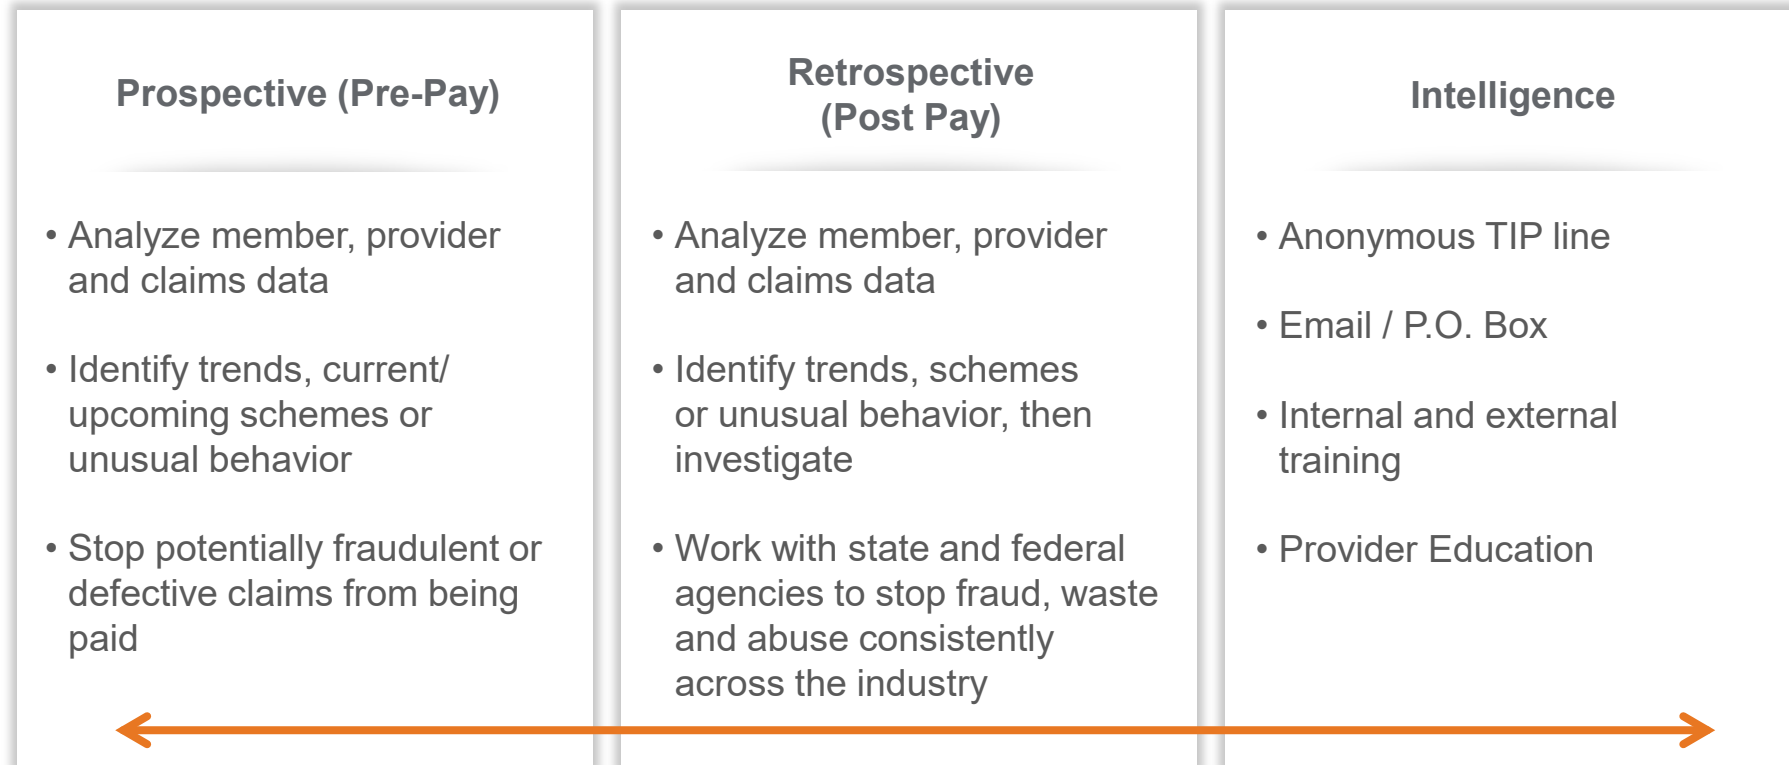 Prospective (Pre-Pay)
• Analyze member, provider
and claims data
• Identify trends, current/
upcoming schemes or
unusual behavior
• Stop potentially fraudulent or
defective claims from being
paid
Retrospective
(Post Pay)
• Analyze member, provider
and claims data
• Identify trends, schemes
or unusual behavior, then
investigate
• Work with state and federal
agencies to stop fraud, waste
and abuse consistently
across the industry
Intelligence
• Anonymous TIP line
• Email / P.O. Box
• Internal and external
training
• Provider Education